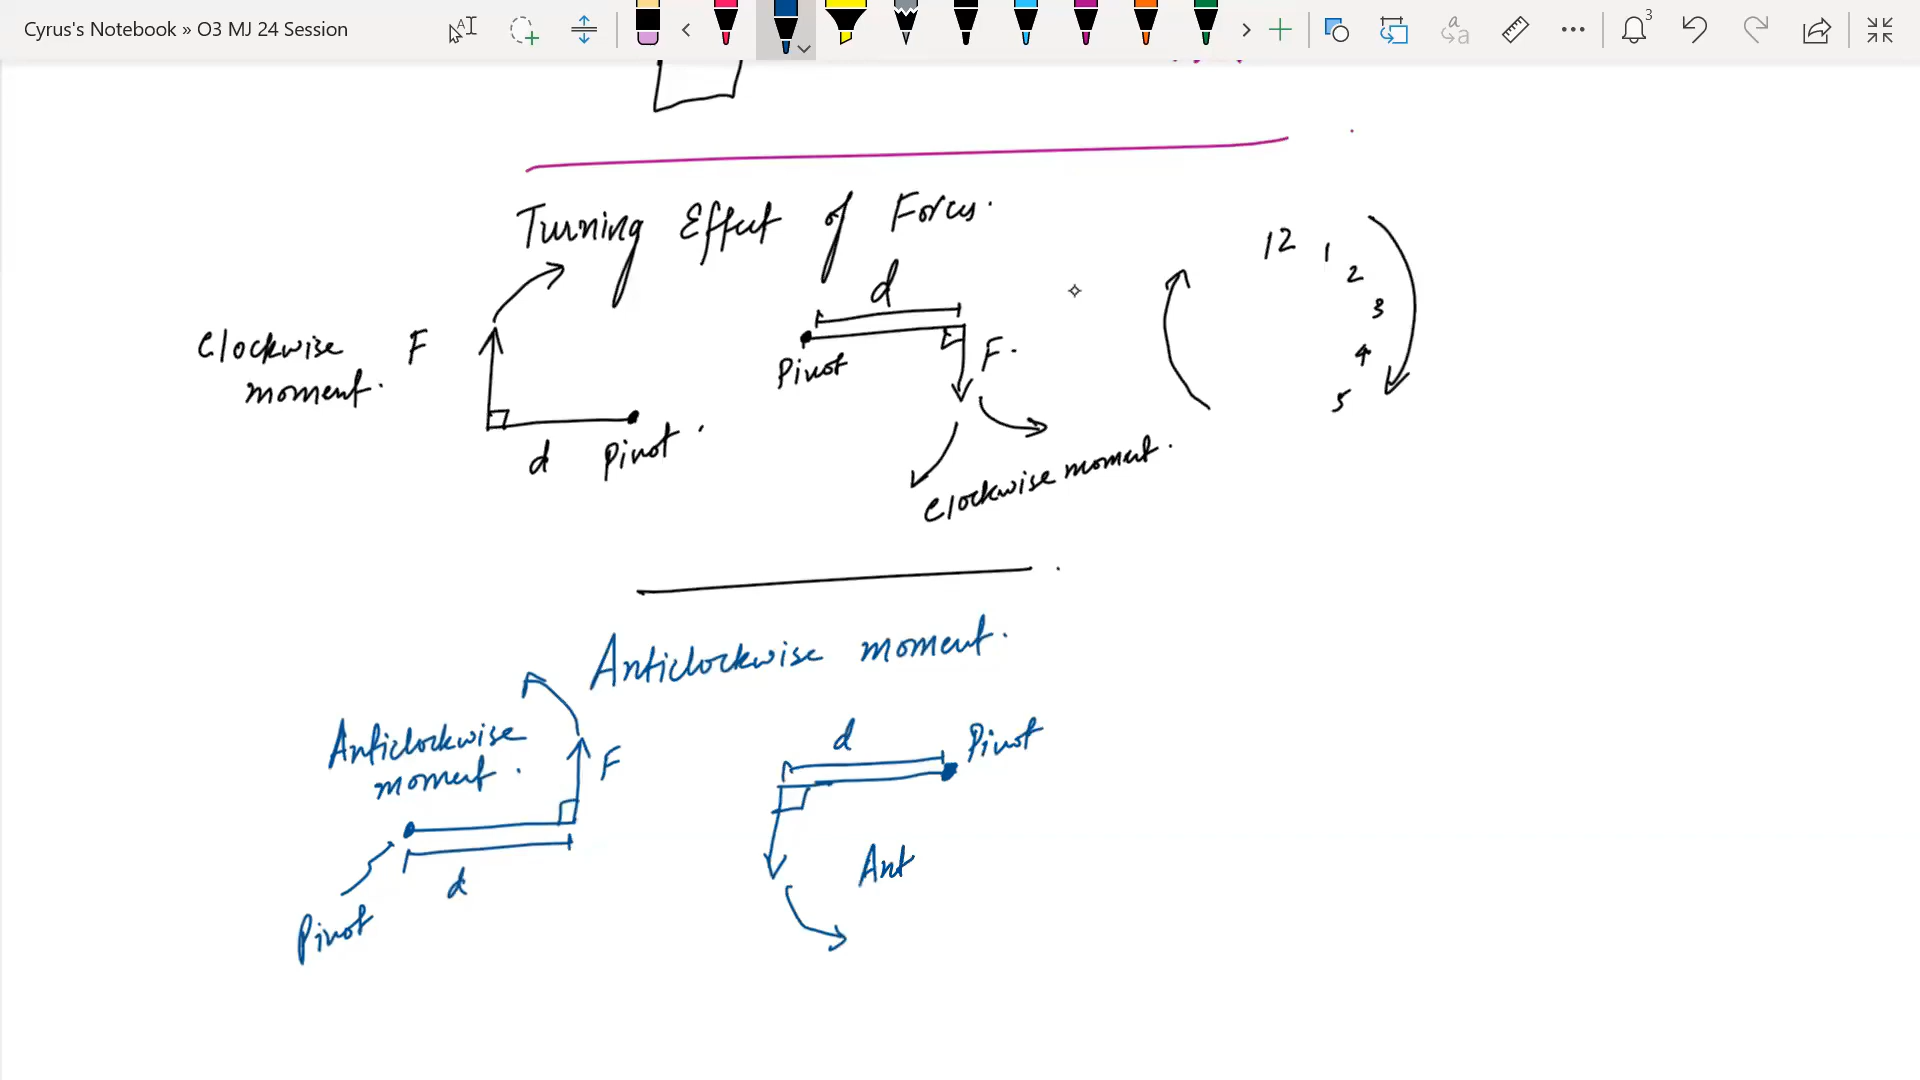 Cyrus's Notebook » O3 MJ 24 Session
3
Turning Effect of Forces.
12 1
2
3
4
5
d
Clockwise F
moment.
Pivot F.
d Pivot.
Clockwise moment.
Anticlockwise moment.
Anticlockwise
moment.
F
d Pivot
d
Ant
Pivot